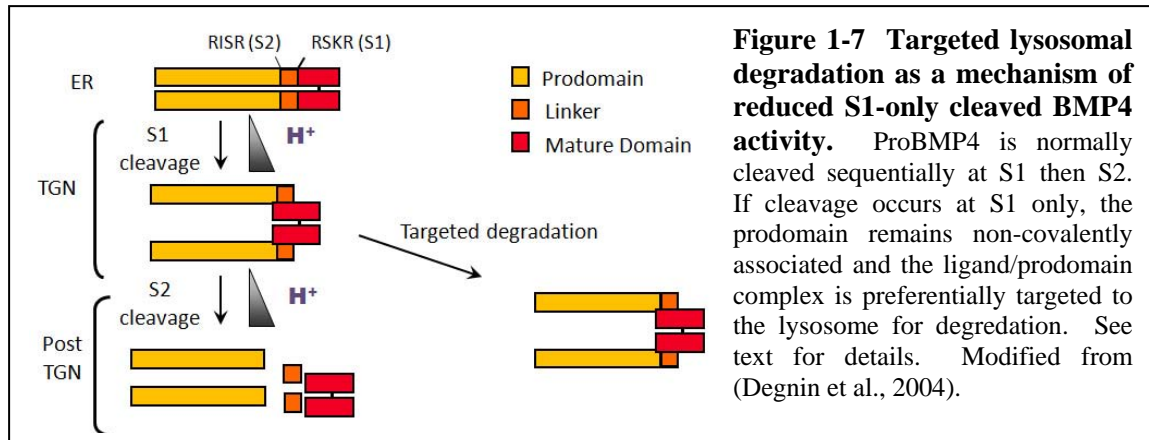 RISR (S2)
RSKR (S1)
ER
S1
cleavage
H⁺
TGN
Targeted degradation
S2
cleavage
H⁺
Post
TGN
Prodomain
Linker
Mature Domain
Figure 1-7 Targeted lysosomal
degradation as a mechanism of
reduced S1-only cleaved BMP4
activity. ProBMP4 is normally
cleaved sequentially at S1 then S2.
If cleavage occurs at S1 only, the
prodomain remains non-covalently
associated and the ligand/prodomain
complex is preferentially targeted to
the lysosome for degredation. See
text for details. Modified from
(Degnin et al., 2004).